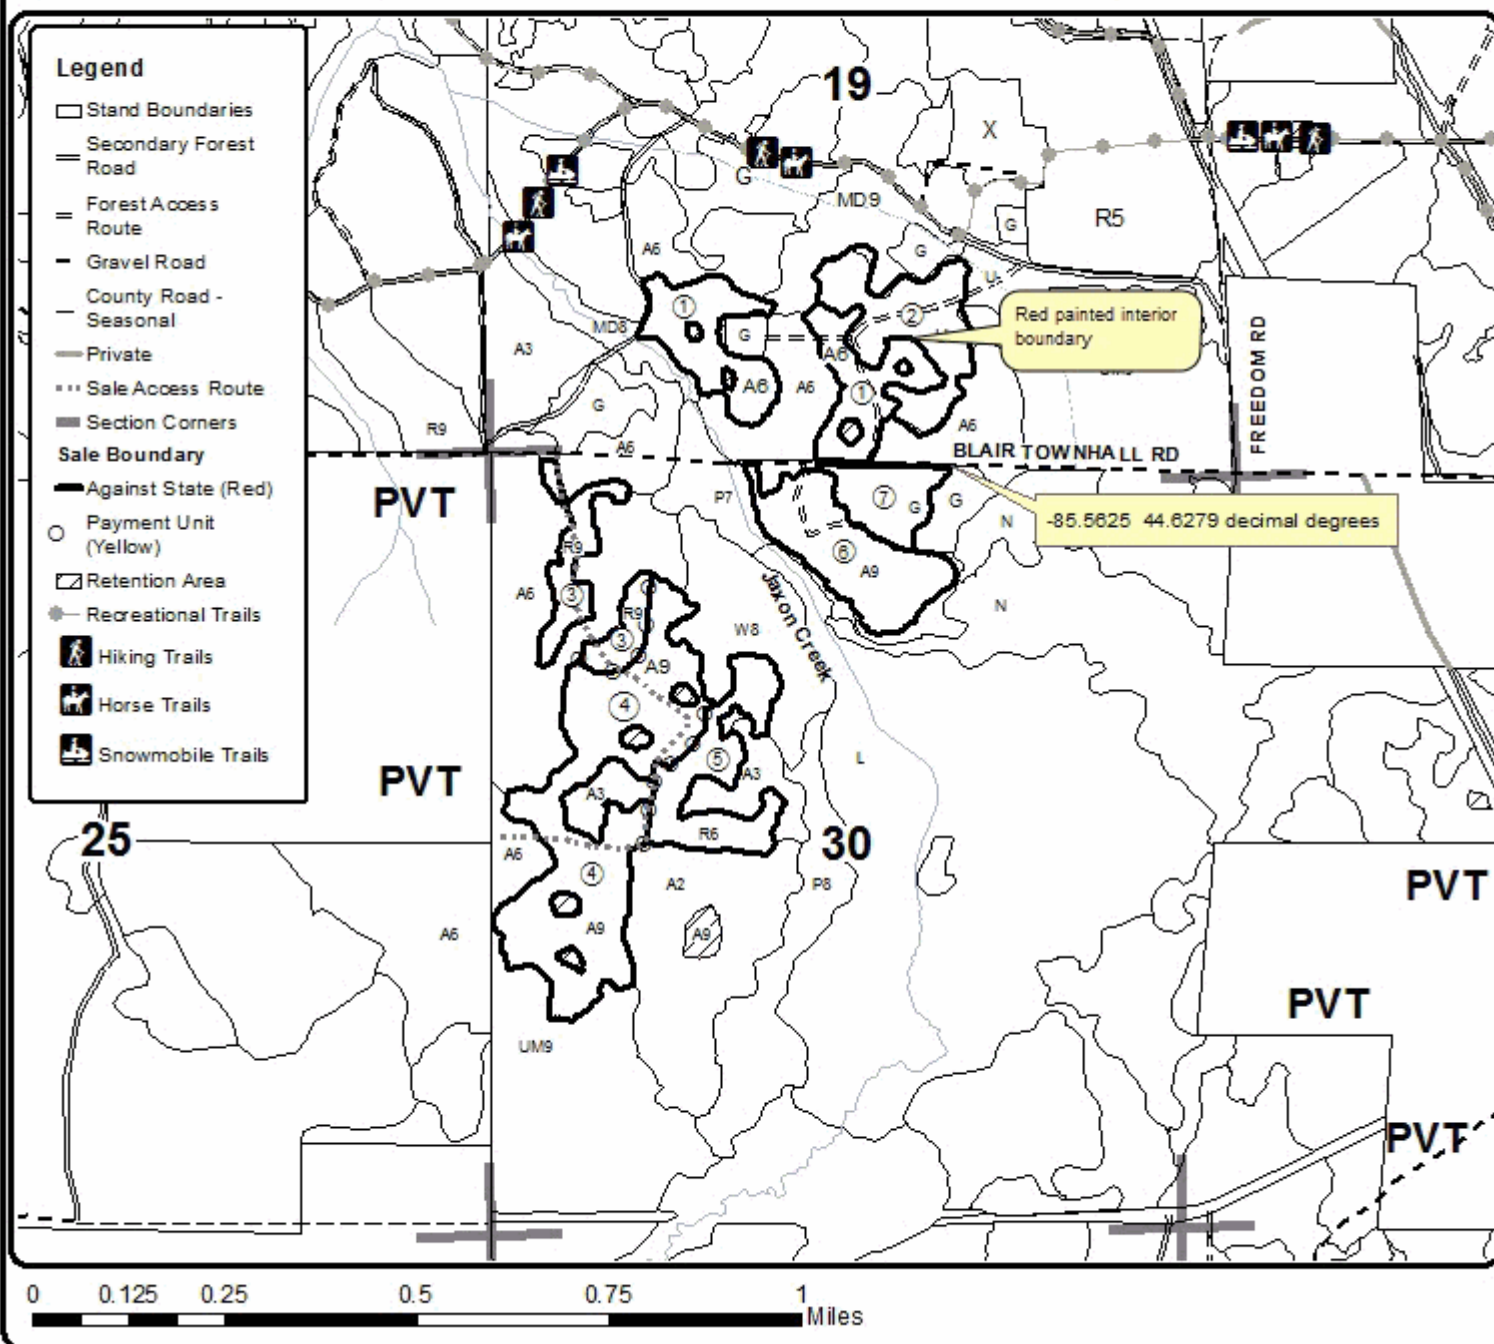 Legend
Stand Boundaries
Secondary Forest
Road
Forest Access
Route
Gravel Road
County Road -
Seasonal
Private
Sale Access Route
Section Corners
Sale Boundary
Against State (Red)
Payment Unit
(Yellow)
Retention Area
Recreational Trails
Hiking Trails
Horse Trails
Snowmobile Trails
19
X
G
MD9
R5
G
G
A6
U
1
2
Red painted interior
boundary
MD8
G
A6
A3
A6
A6
1
FREEDOM RD
G
R9
A6
A6
BLAIR TOWNHALL RD
PVT
P7
7
G
G
N
-85.5625 44.6279 decimal degrees
R9
6
A9
Jaxon Creek
A6
3
N
R9
3
W8
A9
4
5
L
PVT
A3
A3
25
R6
30
A6
4
A2
P8
PVT
A9
A9
A6
PVT
UM9
PVT
0 0.125 0.25 0.5 0.75 1
Miles